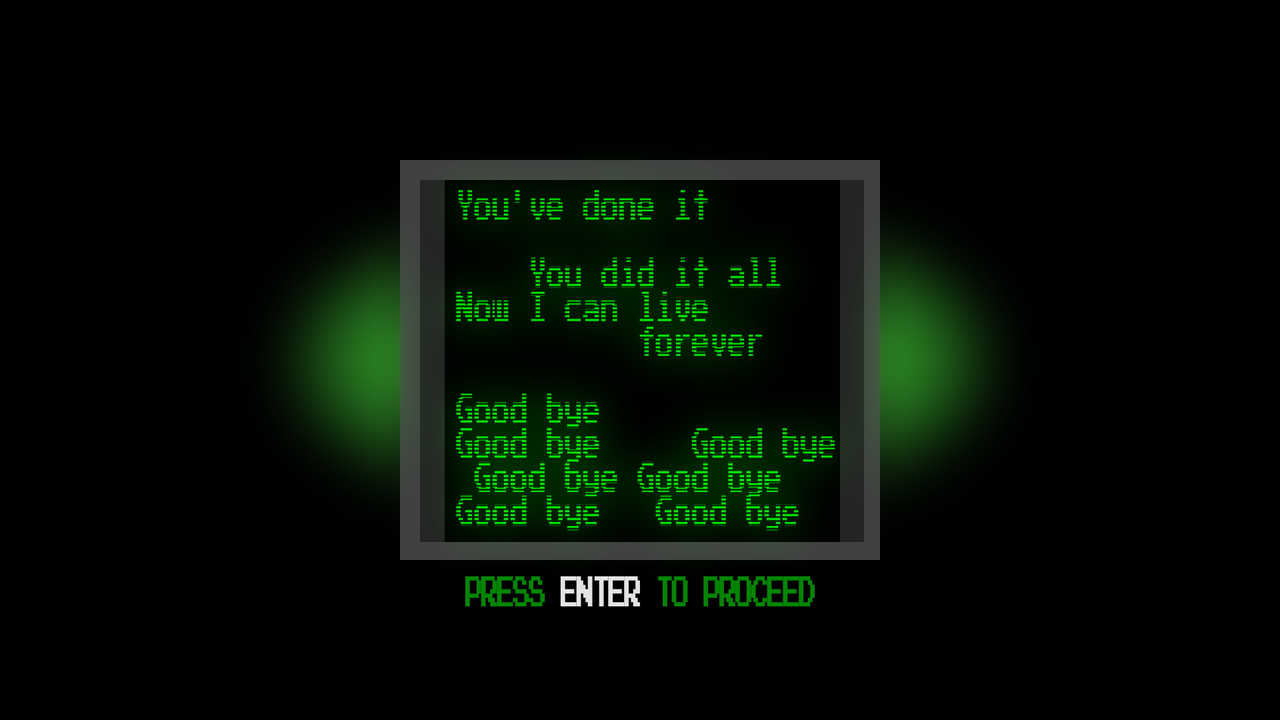 You've done it
You did it all
Now I can live
forever
Good bye
Good bye Good bye
Good bye Good bye
Good bye Good bye
PRESS ENTER TO PROCEED